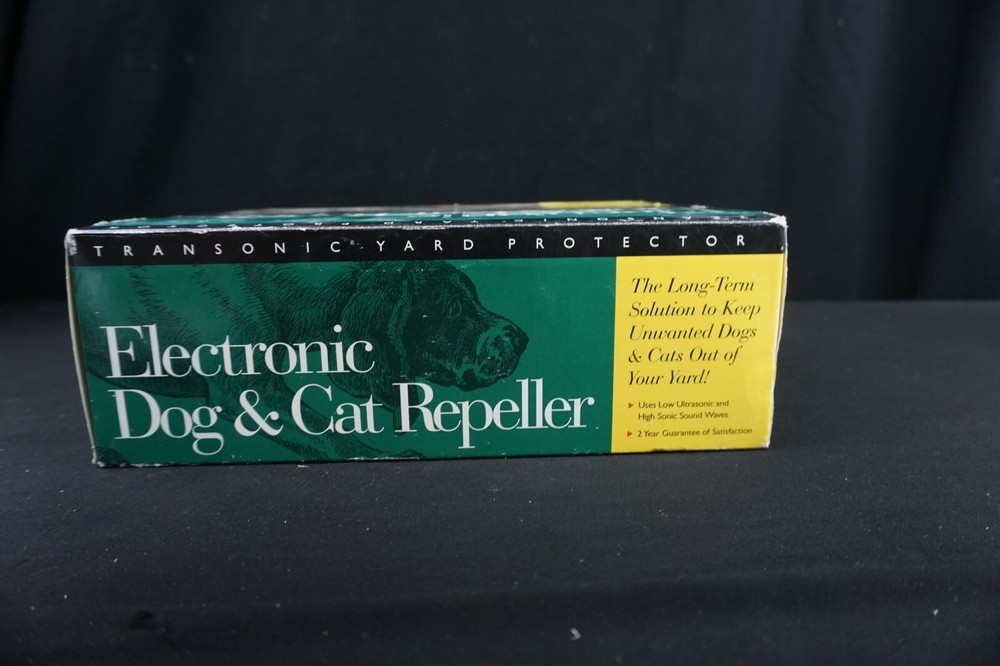 TRANSONIC® YARD PROTECTOR
Electronic
Dog & Cat Repeller
The Long-Term
Solution to Keep
Unwanted Dogs
& Cats Out of
Your Yard!
Uses Low Ultrasonic and
High Sonic Sound Waves
2 Year Guarantee of Satisfaction